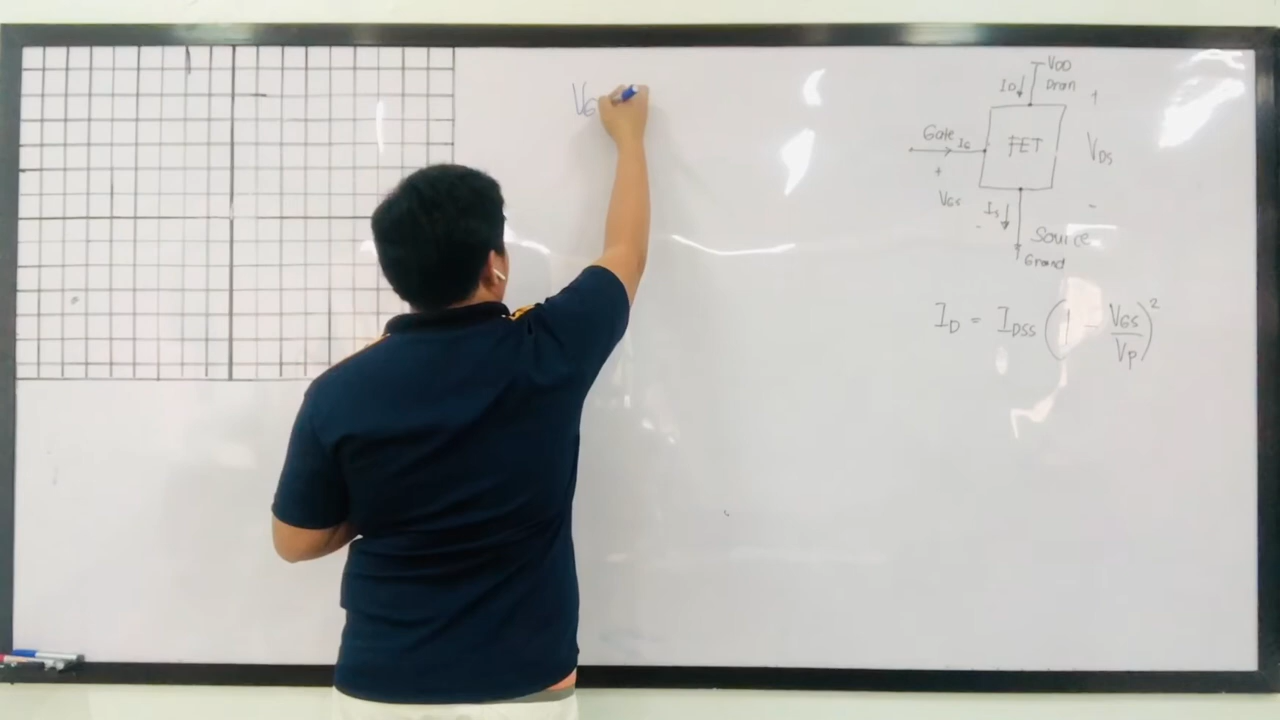 VG
VDD
ID Drain +
Gate IG FET VDS
+
VGS IS -
-
Source
Ground
ID = IDSS (1 - VGS/VP)²